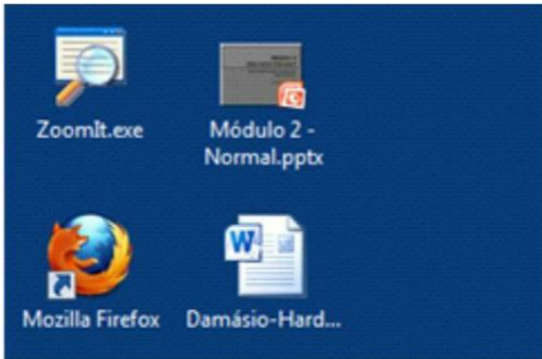 ZoomIt.exe
Módulo 2 -
Normal.pptx
Mozilla Firefox
Damásio-Hard...